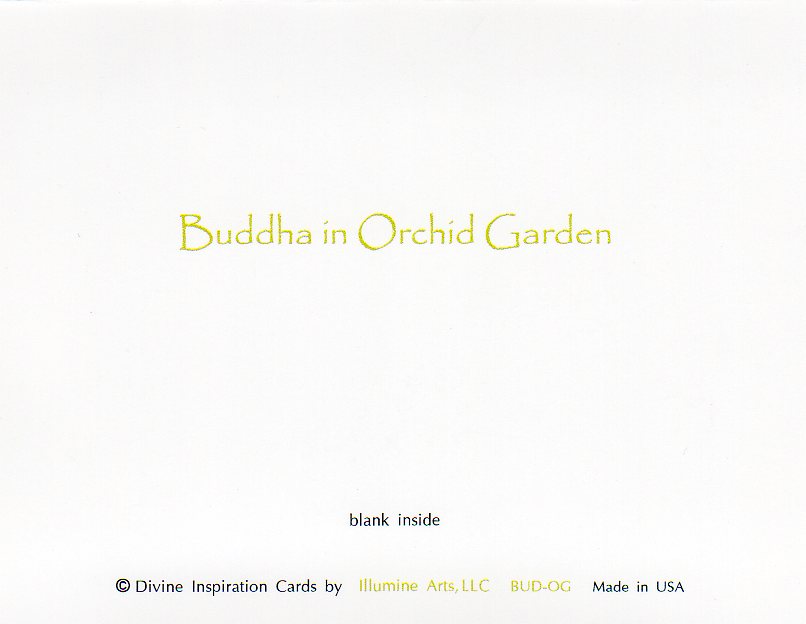 Buddha in Orchid Garden
blank inside
© Divine Inspiration Cards by Illumine Arts, LLC BUD-OG Made in USA